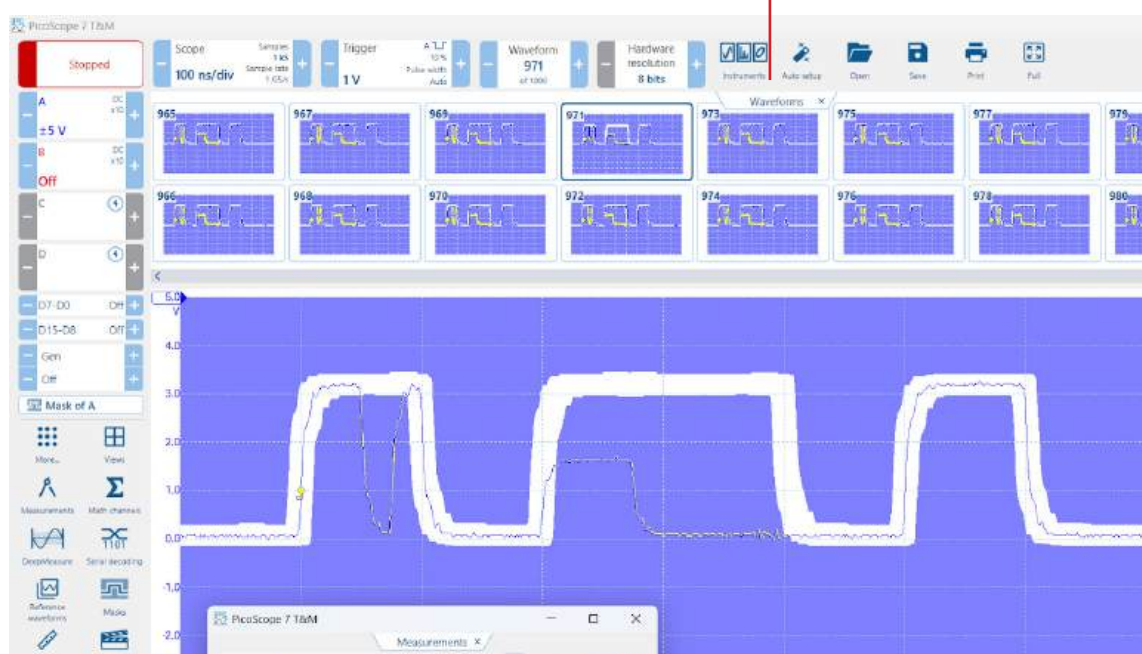 PicoScope 7 T&M
Stopped
Scope
100 ns/div
Samples
1 kS
Sample rate
1 GS/s
Trigger
1 V
A
10 %
Pulse width
Auto
Waveform
971
of 1000
Hardware
resolution
8 bits
Instruments
Auto setup
Open
Save
Print
Full
A
DC
x10
±5 V
B
DC
x10
Off
C
D
D7-D0 Off
D15-D8 Off
Gen
Off
Mask of A
More...
Views
Measurements
Math channels
DeepMeasure
Serial decoding
Reference
waveforms
Masks
Waveforms ×
965
967
969
971
973
975
977
979
966
968
970
972
974
976
978
980
5.0
V
4.0
3.0
2.0
1.0
0.0
-1.0
-2.0
PicoScope 7 T&M
Measurements ×